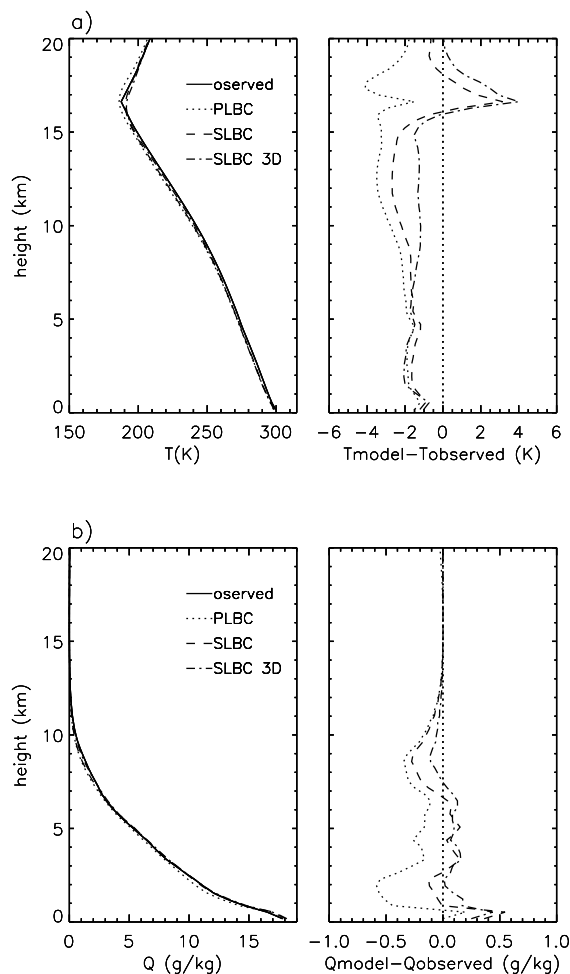 a)
20
15
10
5
0
height (km)
osered
PLBC
SLBC
SLBC 3D
150 200 250 300
T(K)
-6 -4 -2 0 2 4 6
Tmodel-Tobserved (K)
b)
20
15
10
5
0
height (km)
oserved
PLBC
SLBC
SLBC 3D
0 5 10 15
Q (g/kg)
-1.0 -0.5 0.0 0.5 1.0
Qmodel-Qobserved (g/kg)